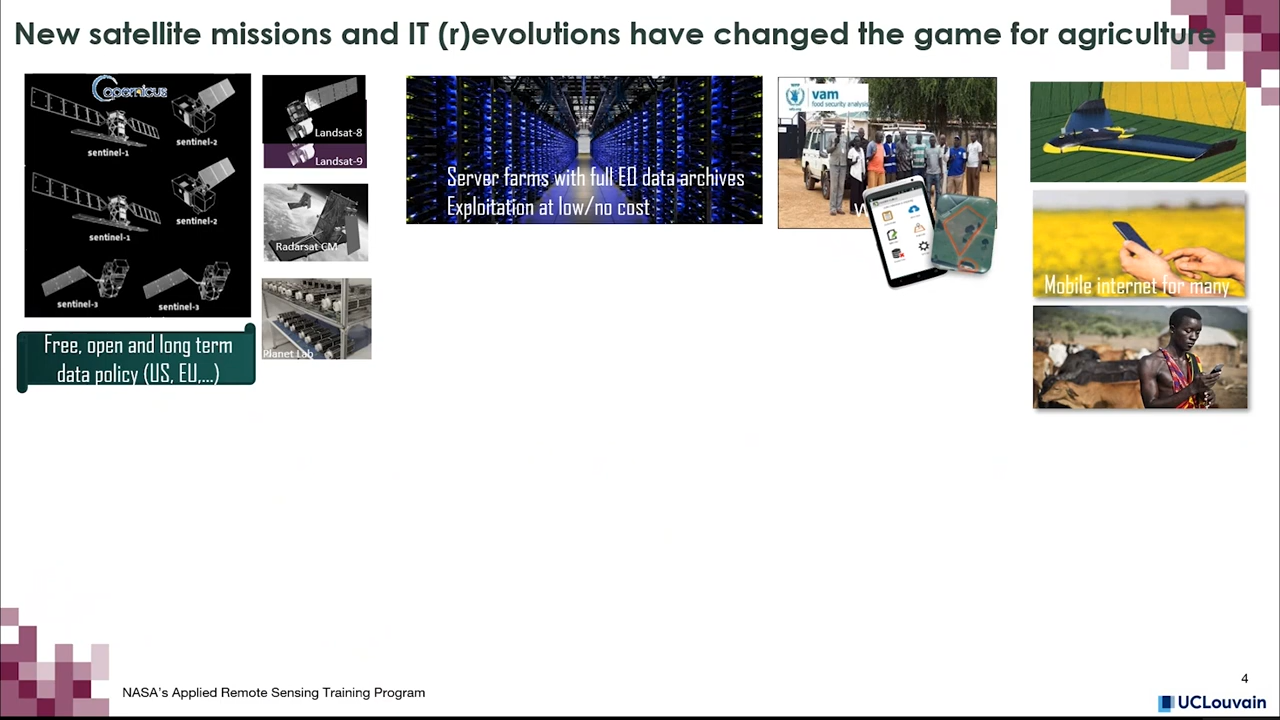 New satellite missions and IT (r)evolutions have changed the game for agriculture
Copernicus
sentinel-1
sentinel-2
sentinel-1
sentinel-2
sentinel-3
sentinel-3
Free, open and long term
data policy (US, EU,...)
Landsat-8
Landsat-9
Radarsat CM
Planet Lab
Server farms with full EO data archives
Exploitation at low/no cost
vam
food security analysis
W
Mobile internet for many
NASA's Applied Remote Sensing Training Program
4
UCLouvain